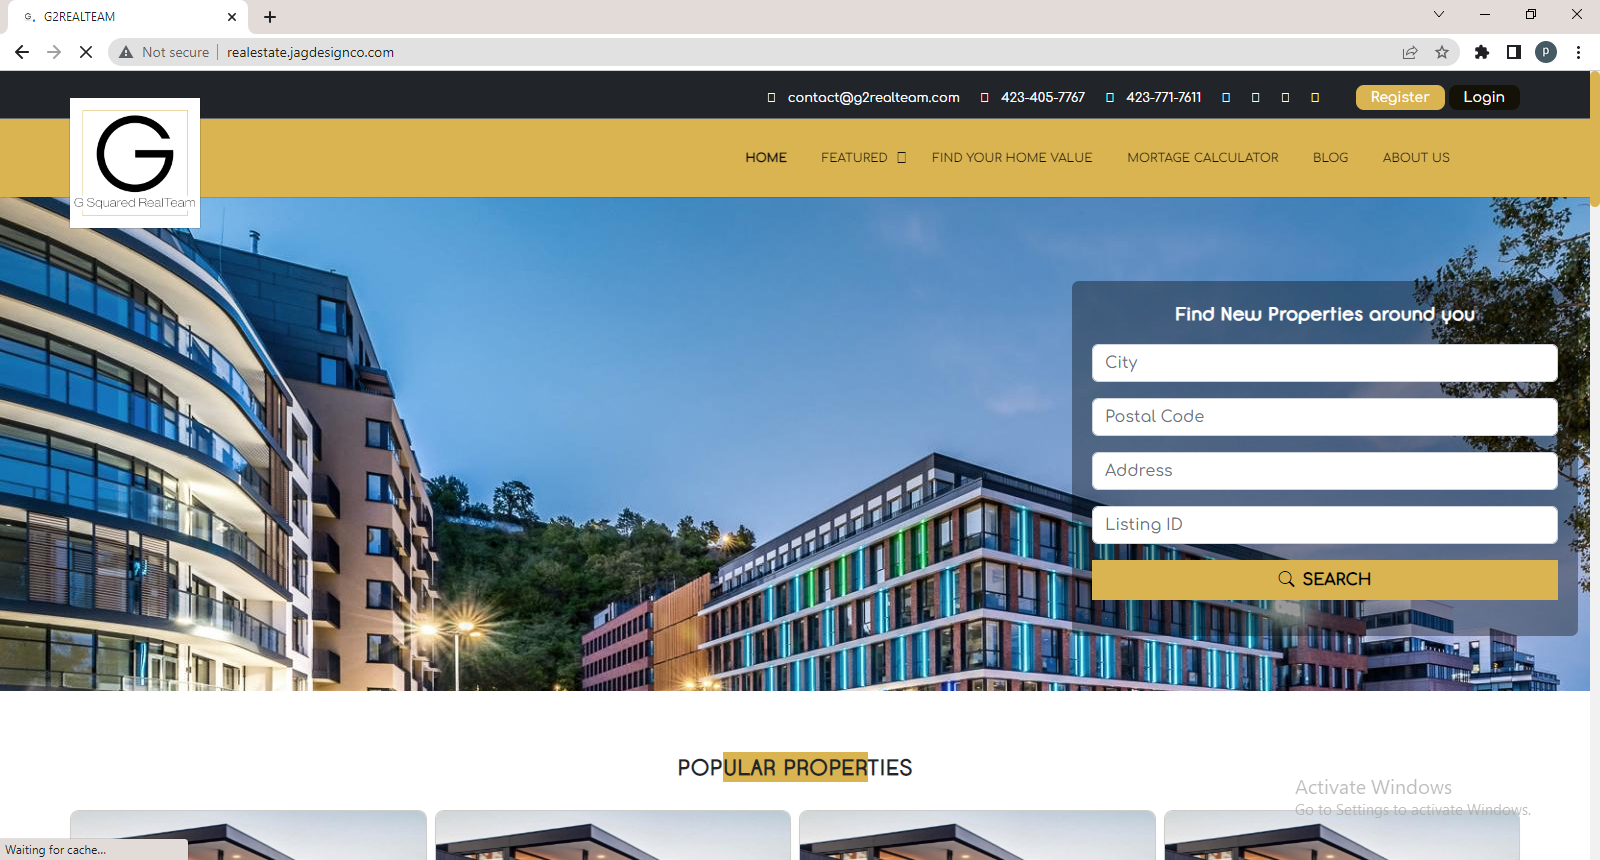 G2REALTEAM
Not secure realestate.jagdesignco.com
P
contact@g2realteam.com 423-405-7767 423-771-7611 Register Login
G
G Squared RealTeam
HOME FEATURED FIND YOUR HOME VALUE MORTAGE CALCULATOR BLOG ABOUT US
Find New Properties around you
City
Postal Code
Address
Listing ID
SEARCH
POPULAR PROPERTIES
Activate Windows
Go to Settings to activate Windows.
Waiting for cache...